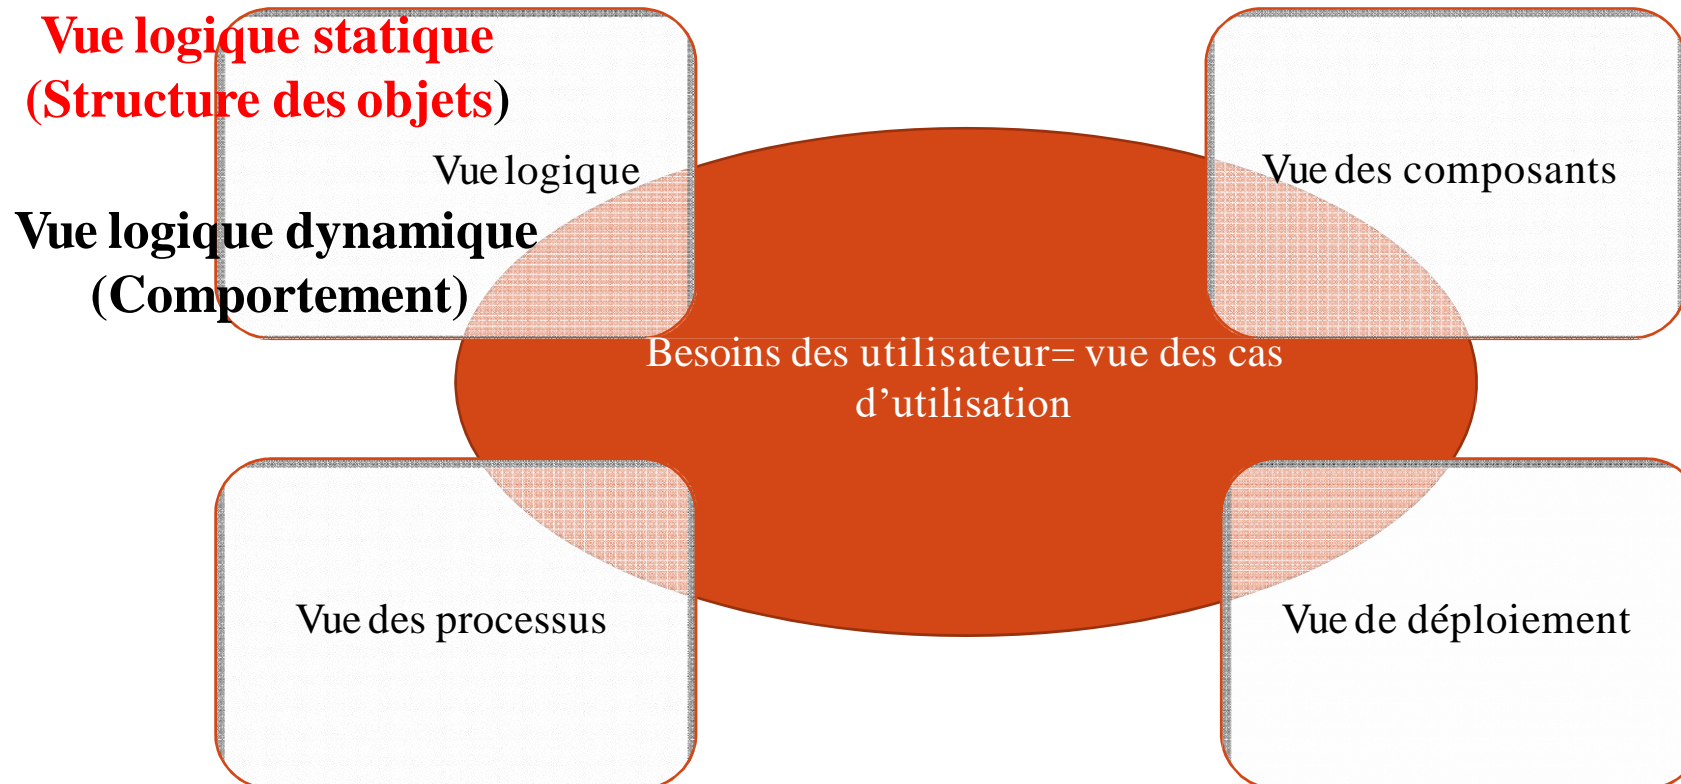 Vue logique statique
(Structure des objets)
Vue logique
Vue logique dynamique
(Comportement)
Vue des composants
Besoins des utilisateur= vue des cas
d’utilisation
Vue des processus
Vue de déploiement